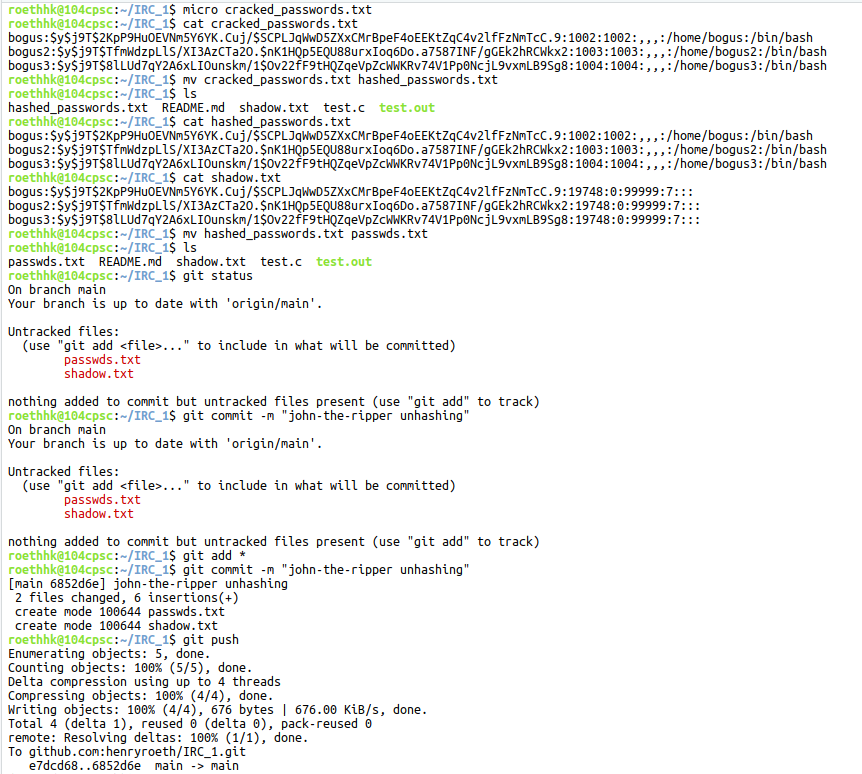 roethhk@104cpsc:~/IRC_1$ micro cracked_passwords.txt
roethhk@104cpsc:~/IRC_1$ cat cracked_passwords.txt
bogus:$y$j9T$2KpP9HuOEVNm5Y6YK.Cuj/$SCPLJqWwD5ZXxCMrBpeF4oEEKtZqC4v2lfFzNmTcC.9:1002:1002:,,,:/home/bogus:/bin/bash
bogus2:$y$j9T$TfmWdzpLlS/XI3AzCTa2O.$nK1HQp5EQU88urxIoq6Do.a7587INF/gGEk2hRCWkx2:1003:1003:,,,:/home/bogus2:/bin/bash
bogus3:$y$j9T$8lLUd7qY2A6xLIOunskm/1$Ov22fF9tHQZqeVpZcWWKRv74V1Pp0NcjL9vxmLB9Sg8:1004:1004:,,,:/home/bogus3:/bin/bash
roethhk@104cpsc:~/IRC_1$ mv cracked_passwords.txt hashed_passwords.txt
roethhk@104cpsc:~/IRC_1$ ls
hashed_passwords.txt  README.md  shadow.txt  test.c  test.out
roethhk@104cpsc:~/IRC_1$ cat hashed_passwords.txt
bogus:$y$j9T$2KpP9HuOEVNm5Y6YK.Cuj/$SCPLJqWwD5ZXxCMrBpeF4oEEKtZqC4v2lfFzNmTcC.9:1002:1002:,,,:/home/bogus:/bin/bash
bogus2:$y$j9T$TfmWdzpLlS/XI3AzCTa2O.$nK1HQp5EQU88urxIoq6Do.a7587INF/gGEk2hRCWkx2:1003:1003:,,,:/home/bogus2:/bin/bash
bogus3:$y$j9T$8lLUd7qY2A6xLIOunskm/1$Ov22fF9tHQZqeVpZcWWKRv74V1Pp0NcjL9vxmLB9Sg8:1004:1004:,,,:/home/bogus3:/bin/bash
roethhk@104cpsc:~/IRC_1$ cat shadow.txt
bogus:$y$j9T$2KpP9HuOEVNm5Y6YK.Cuj/$SCPLJqWwD5ZXxCMrBpeF4oEEKtZqC4v2lfFzNmTcC.9:19748:0:99999:7:::
bogus2:$y$j9T$TfmWdzpLlS/XI3AzCTa2O.$nK1HQp5EQU88urxIoq6Do.a7587INF/gGEk2hRCWkx2:19748:0:99999:7:::
bogus3:$y$j9T$8lLUd7qY2A6xLIOunskm/1$Ov22fF9tHQZqeVpZcWWKRv74V1Pp0NcjL9vxmLB9Sg8:19748:0:99999:7:::
roethhk@104cpsc:~/IRC_1$ mv hashed_passwords.txt passwds.txt
roethhk@104cpsc:~/IRC_1$ ls
passwds.txt  README.md  shadow.txt  test.c  test.out
roethhk@104cpsc:~/IRC_1$ git status
On branch main
Your branch is up to date with 'origin/main'.
Untracked files:
  (use "git add <file>..." to include in what will be committed)
        passwds.txt
        shadow.txt
nothing added to commit but untracked files present (use "git add" to track)
roethhk@104cpsc:~/IRC_1$ git commit -m "john-the-ripper unhashing"
On branch main
Your branch is up to date with 'origin/main'.
Untracked files:
  (use "git add <file>..." to include in what will be committed)
        passwds.txt
        shadow.txt
nothing added to commit but untracked files present (use "git add" to track)
roethhk@104cpsc:~/IRC_1$ git add *
roethhk@104cpsc:~/IRC_1$ git commit -m "john-the-ripper unhashing"
[main 6852d6e] john-the-ripper unhashing
 2 files changed, 6 insertions(+)
 create mode 100644 passwds.txt
 create mode 100644 shadow.txt
roethhk@104cpsc:~/IRC_1$ git push
Enumerating objects: 5, done.
Counting objects: 100% (5/5), done.
Delta compression using up to 4 threads
Compressing objects: 100% (4/4), done.
Writing objects: 100% (4/4), 676 bytes | 676.00 KiB/s, done.
Total 4 (delta 1), reused 0 (delta 0), pack-reused 0
remote: Resolving deltas: 100% (1/1), done.
To github.com:henryroeth/IRC_1.git
   e7dcd68..6852d6e  main -> main